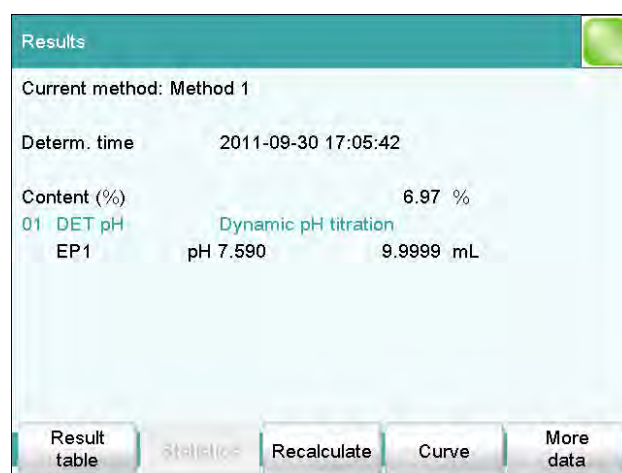 Results
Current method: Method 1
Determ. time 2011-09-30 17:05:42
Content (%) 6.97 %
01 DET pH Dynamic pH titration
EP1 pH 7.590 9.9999 mL
Result table Statistics Recalculate Curve More data